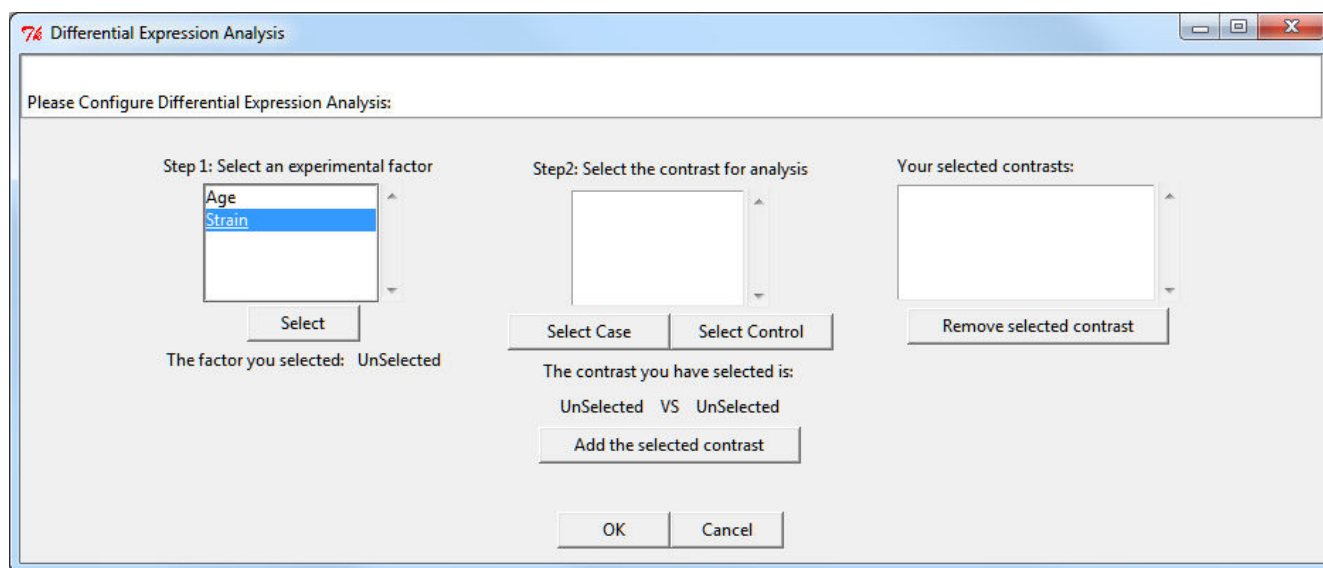 Differential Expression Analysis
Please Configure Differential Expression Analysis:
Step 1: Select an experimental factor
Age
Strain
Select
The factor you selected: UnSelected
Step2: Select the contrast for analysis
Select Case Select Control
The contrast you have selected is:
UnSelected VS UnSelected
Add the selected contrast
Your selected contrasts:
Remove selected contrast
OK Cancel